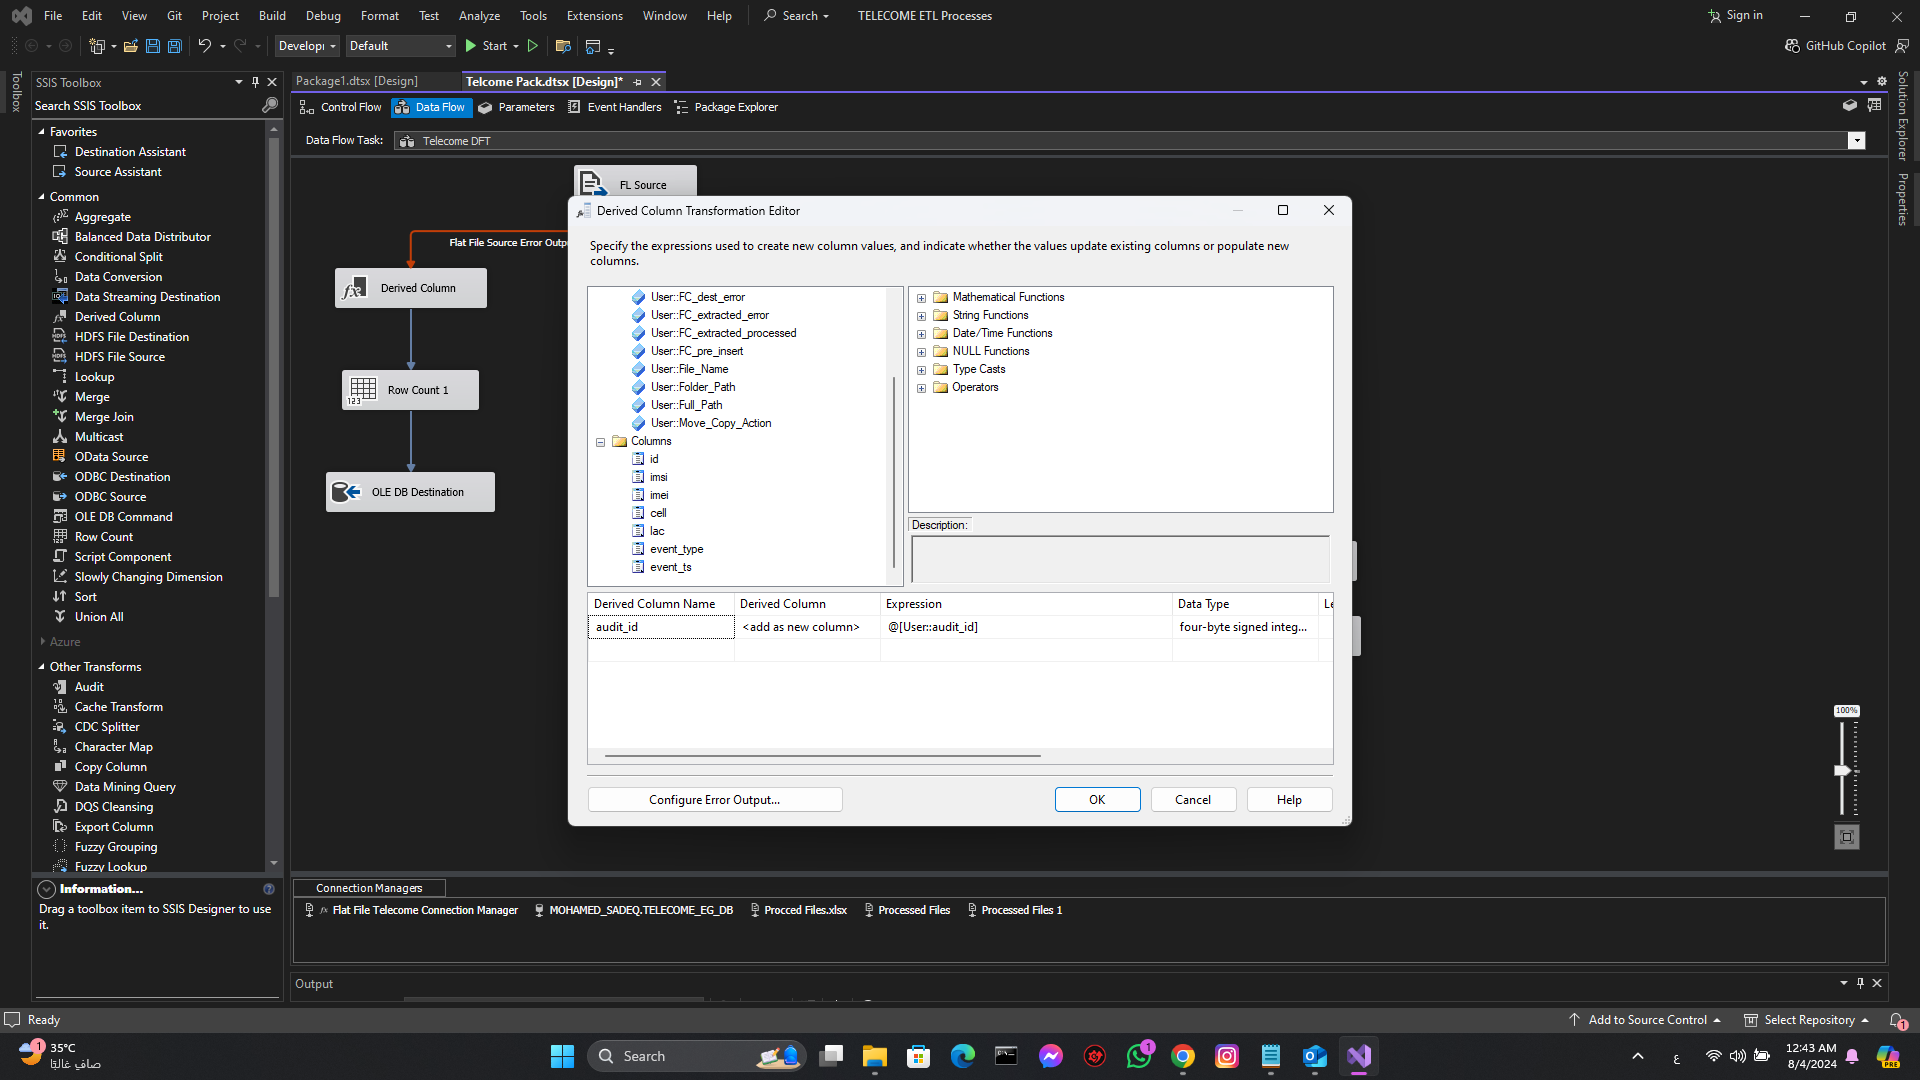 File Edit View Git Project Build Debug Format Test Analyze Tools Extensions Window Help Search TELECOME ETL Processes Sign in
Developi Default Start GitHub Copilot
Toolbox
SSIS Toolbox
Search SSIS Toolbox
Favorites
Destination Assistant
Source Assistant
Common
Aggregate
Balanced Data Distributor
Conditional Split
Data Conversion
Data Streaming Destination
Derived Column
HDFS File Destination
HDFS File Source
Lookup
Merge
Merge Join
Multicast
OData Source
ODBC Destination
ODBC Source
OLE DB Command
Row Count
Script Component
Slowly Changing Dimension
Sort
Union All
Azure
Other Transforms
Audit
Cache Transform
CDC Splitter
Character Map
Copy Column
Data Mining Query
DQS Cleansing
Export Column
Fuzzy Grouping
Fuzzy Lookup
Information...
Drag a toolbox item to SSIS Designer to use
it.
Package1.dtsx [Design] Telcome Pack.dtsx [Design]*
Control Flow Data Flow Parameters Event Handlers Package Explorer
Data Flow Task: Telecome DFT
FL Source
Flat File Source Error Outp
Derived Column
Row Count 1
123
OLE DB Destination
Derived Column Transformation Editor
Specify the expressions used to create new column values, and indicate whether the values update existing columns or populate new
columns.
User::FC_dest_error
User::FC_extracted_error
User::FC_extracted_processed
User::FC_pre_insert
User::File_Name
User::Folder_Path
User::Full_Path
User::Move_Copy_Action
Columns
id
imsi
imei
cell
lac
event_type
event_ts
Mathematical Functions
String Functions
Date/Time Functions
NULL Functions
Type Casts
Operators
Description:
Derived Column Name Derived Column Expression Data Type Le
audit_id <add as new column> @[User::audit_id] four-byte signed integ...
Configure Error Output... OK Cancel Help
100%
Solution Explorer
Properties
Connection Managers
Flat File Telecome Connection Manager MOHAMED_SADEQ.TELECOME_EG_DB Procced Files.xlsx Processed Files Processed Files 1
Output
Ready Add to Source Control Select Repository 1
1 35°C
صافٍ غالبًا
Search
1
ع
12:43 AM
8/4/2024
PRE